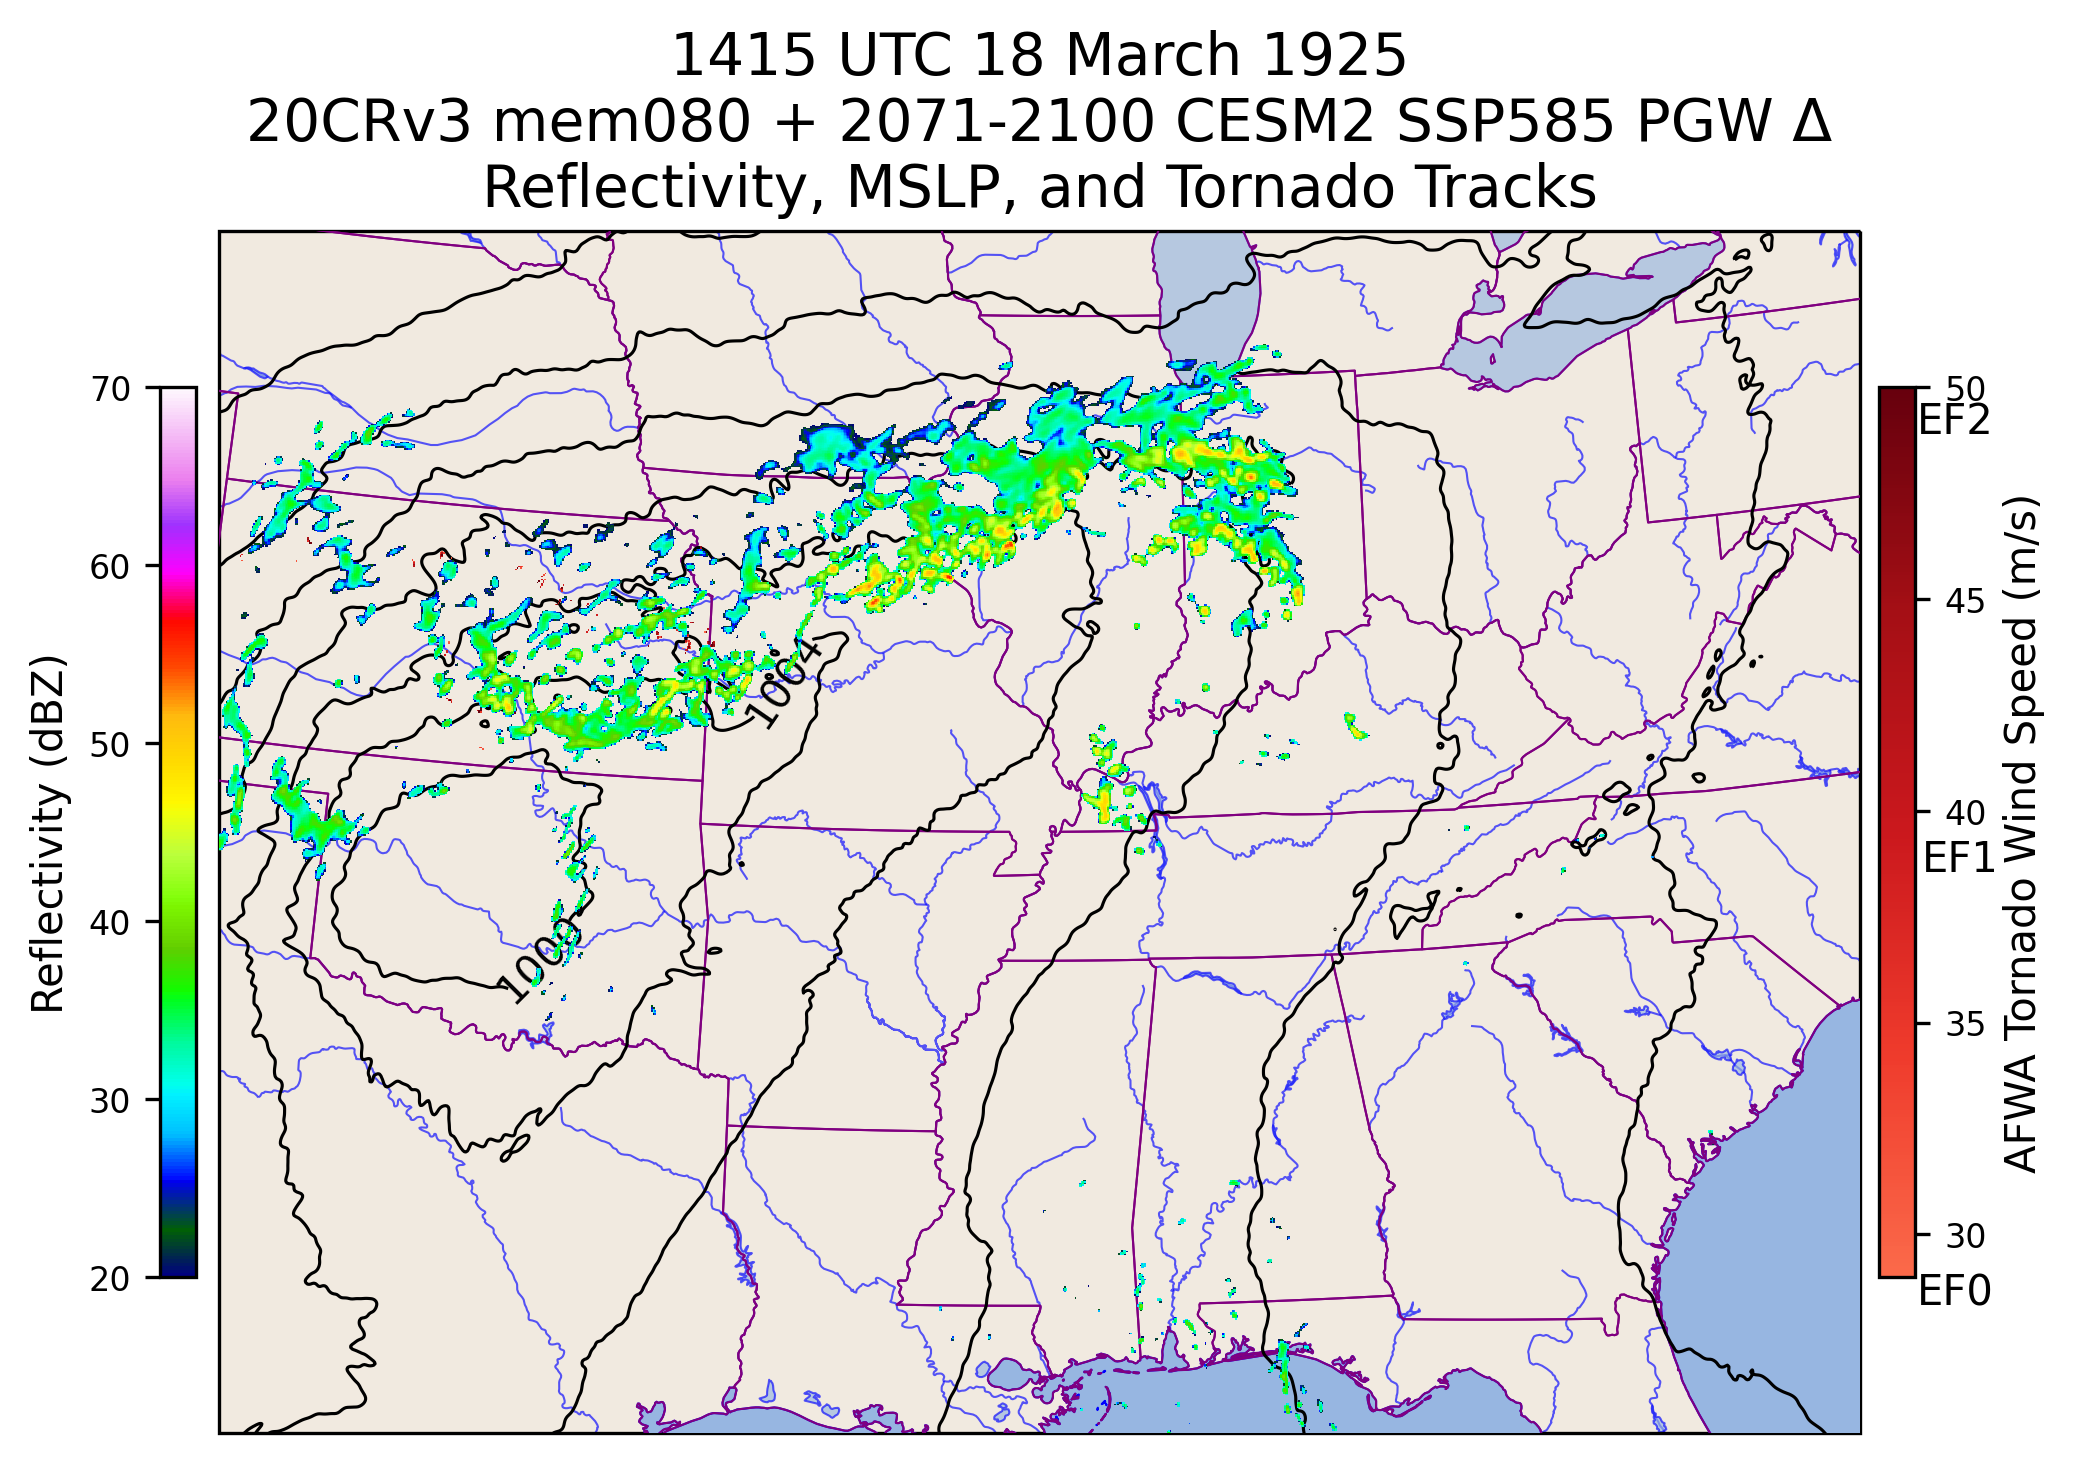 1415 UTC 18 March 1925
20CRv3 mem080 + 2071-2100 CESM2 SSP585 PGW Δ
Reflectivity, MSLP, and Tornado Tracks
70
60
50
40
30
20
Reflectivity (dBZ)
1004
50
EF2
45
40
EF1
35
30
EF0
AFWA Tornado Wind Speed (m/s)